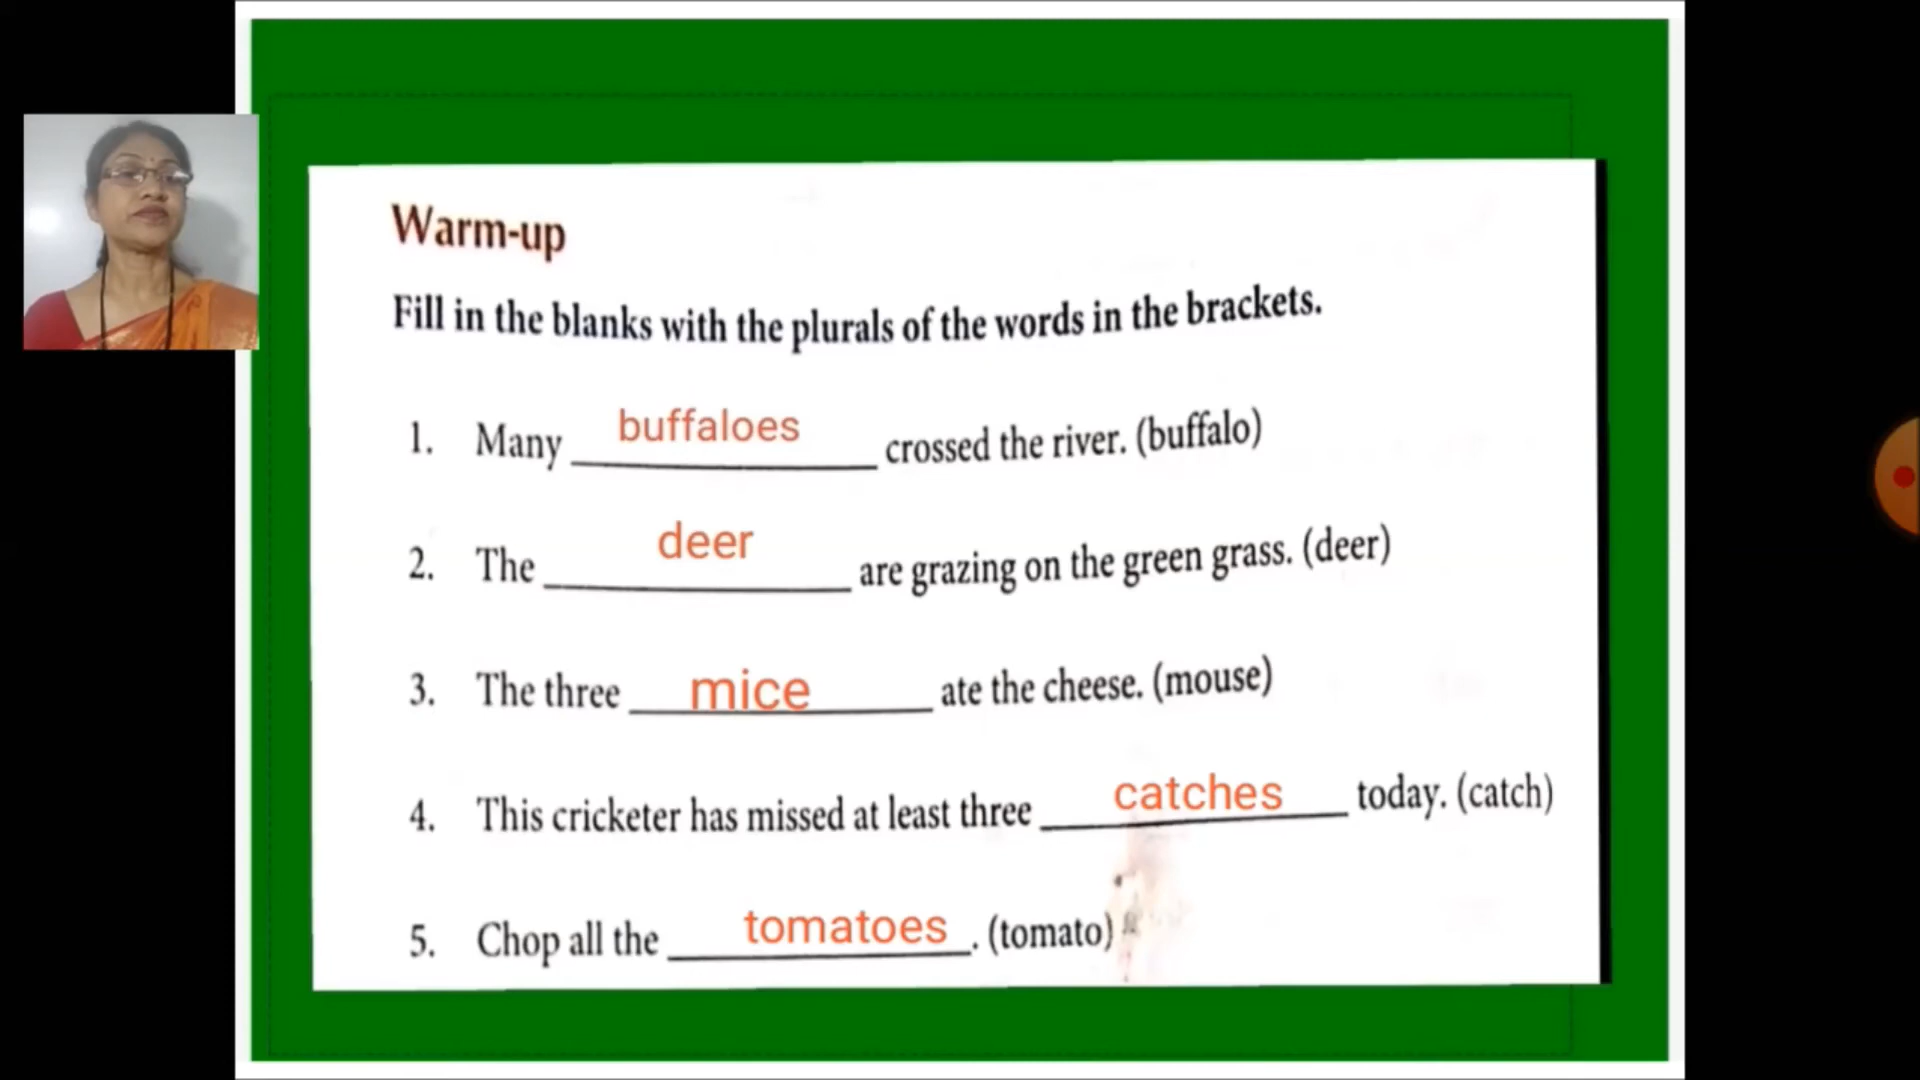 Warm-up
Fill in the blanks with the plurals of the words in the brackets.
1. Many buffaloes crossed the river. (buffalo)
2. The deer are grazing on the green grass. (deer)
3. The three mice ate the cheese. (mouse)
4. This cricketer has missed at least three catches today. (catch)
5. Chop all the tomatoes. (tomato)